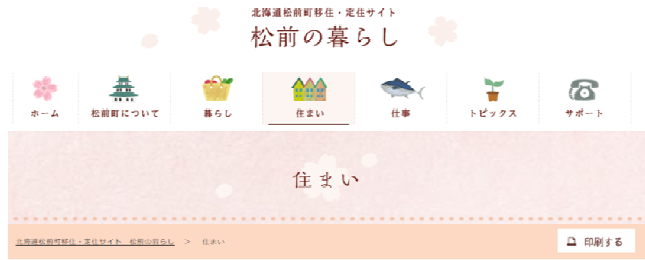 北海道松前町移住・定住サイト
松前の暮らし
ホーム
松前町について
暮らし
住まい
仕事
トピックス
サポート
住まい
北海道松前町移住・定住サイト 松前の暮らし > 住まい
印刷する